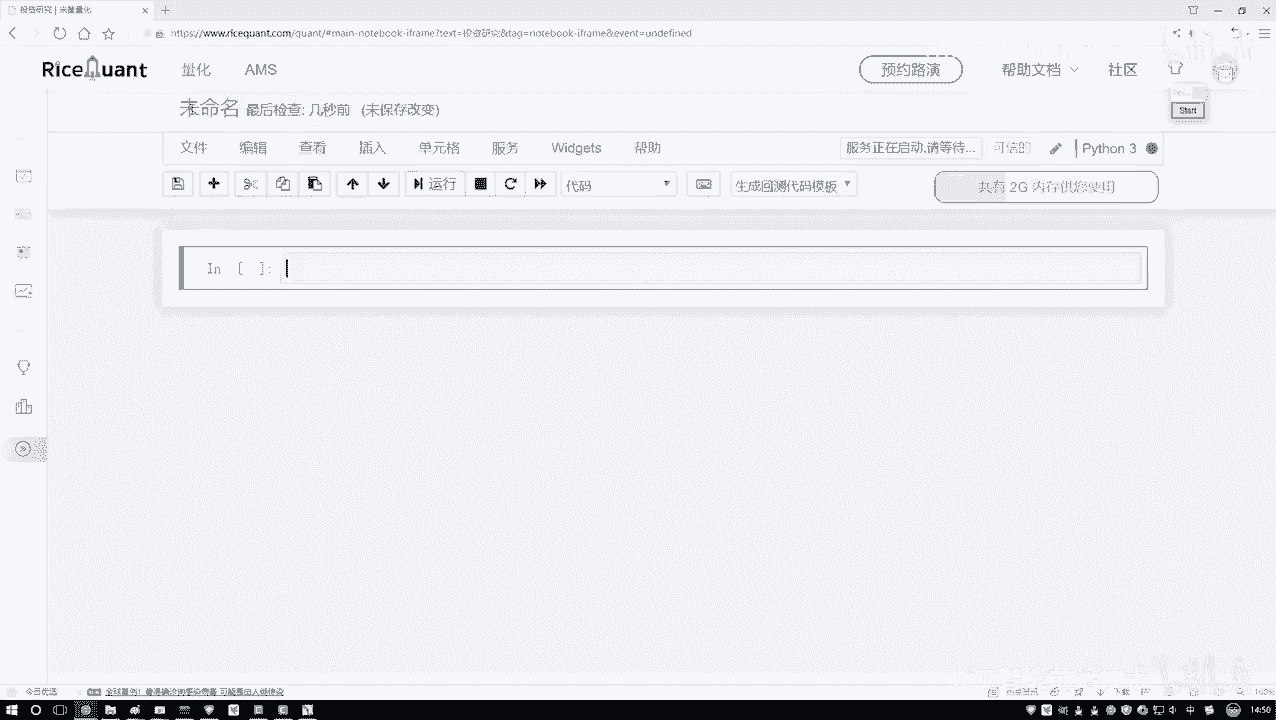 投资研究 | 米筐量化
https://www.ricequant.com/quant/#main-notebook-iframe?text=投资研究&tag=notebook-iframe&event=undefined
RiceQuant 量化 AMS 预约路演 帮助文档 社区
未命名 最后检查: 几秒前 (未保存改变)
Start
文件 编辑 查看 插入 单元格 服务 Widgets 帮助 服务正在启动,请等待... 可信的 Python 3
运行 代码 生成回测代码模板 共有 2G 内存供您使用
In [ ]:
今日优选
下载 100%
中 14:50